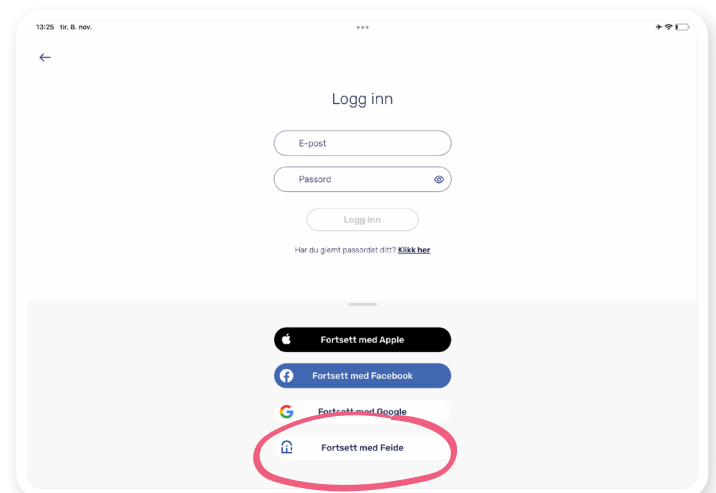 13:25 tir. 8. nov.
Logg inn
E-post
Passord
Logg inn
Har du glemt passordet ditt? Klikk her
Fortsett med Apple
Fortsett med Facebook
Fortsett med Google
Fortsett med Feide